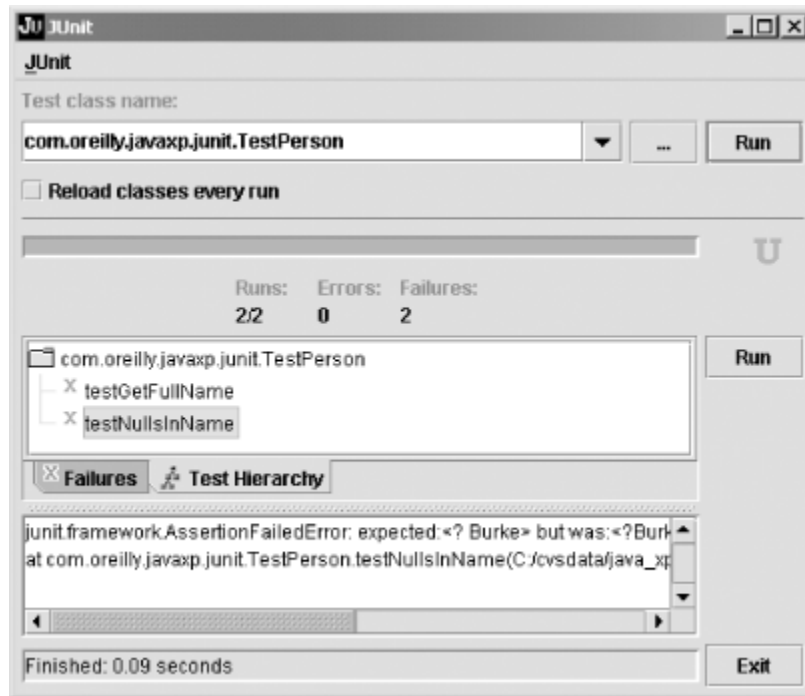 JUnit
JUnit
Test class name:
com.oreilly.javaxp.junit.TestPerson
...
Run
Reload classes every run
Runs: Errors: Failures:
2/2 0 2
com.oreilly.javaxp.junit.TestPerson
Run
testGetFullName
testNullsInName
Failures
Test Hierarchy
junit.framework.AssertionFailedError: expected:<? Burke> but was:<?Burk
at com.oreilly.javaxp.junit.TestPerson.testNullsInName(C:/cvsdata/java_xp
Finished: 0.09 seconds
Exit